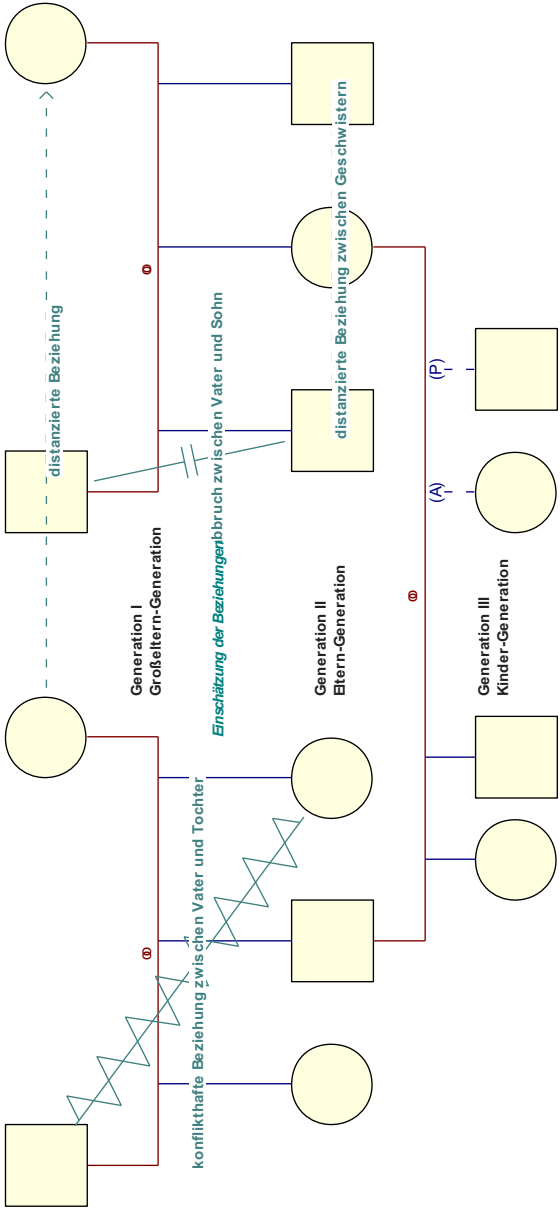 distanzierte Beziehung
Generation I
Großeltern-Generation
konflikthafte Beziehung zwischen Vater und Tochter
Einschätzung der Beziehungen
bbruch zwischen Vater und Sohn
Generation II
Eltern-Generation
distanzierte Beziehung zwischen Geschwistern
Generation III
Kinder-Generation
(A)
(P)